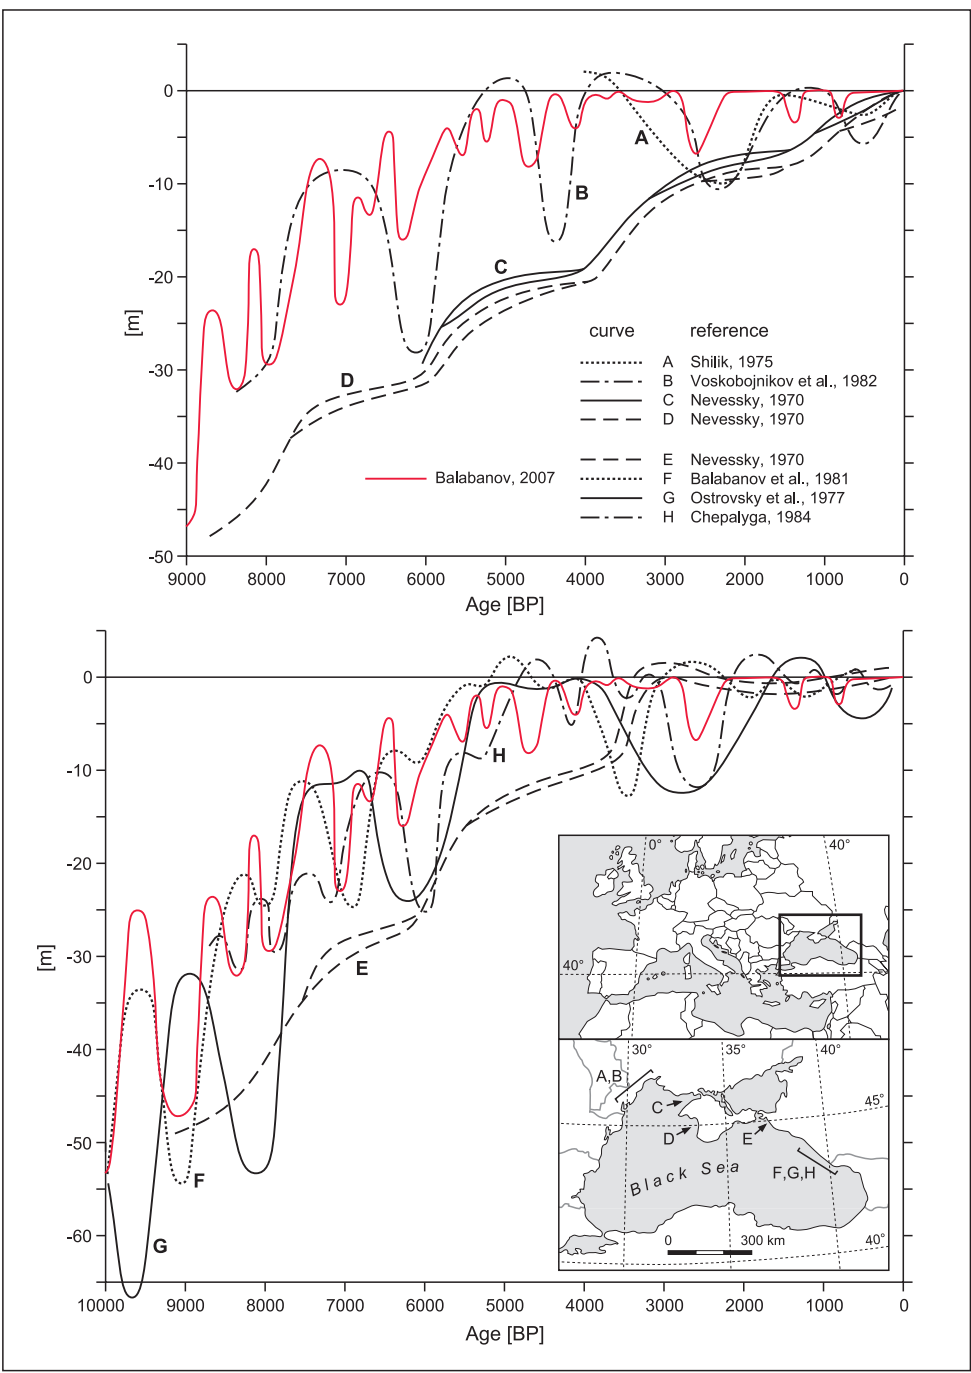 0
-10
-20
-30
-40
-50
[m]
A
B
C
D
curve reference
A Shilik, 1975
B Voskobojnikov et al., 1982
C Nevessky, 1970
D Nevessky, 1970
E Nevessky, 1970
F Balabanov et al., 1981
G Ostrovsky et al., 1977
H Chepalyga, 1984
Balabanov, 2007
9000 8000 7000 6000 5000 4000 3000 2000 1000 0
Age [BP]
0
-10
-20
-30
-40
-50
-60
[m]
H
E
F
G
10000 9000 8000 7000 6000 5000 4000 3000 2000 1000 0
Age [BP]
0° 40°
40°
30° 35° 40°
A,B
45°
C
D E
F,G,H
Black Sea
0 300 km
40°